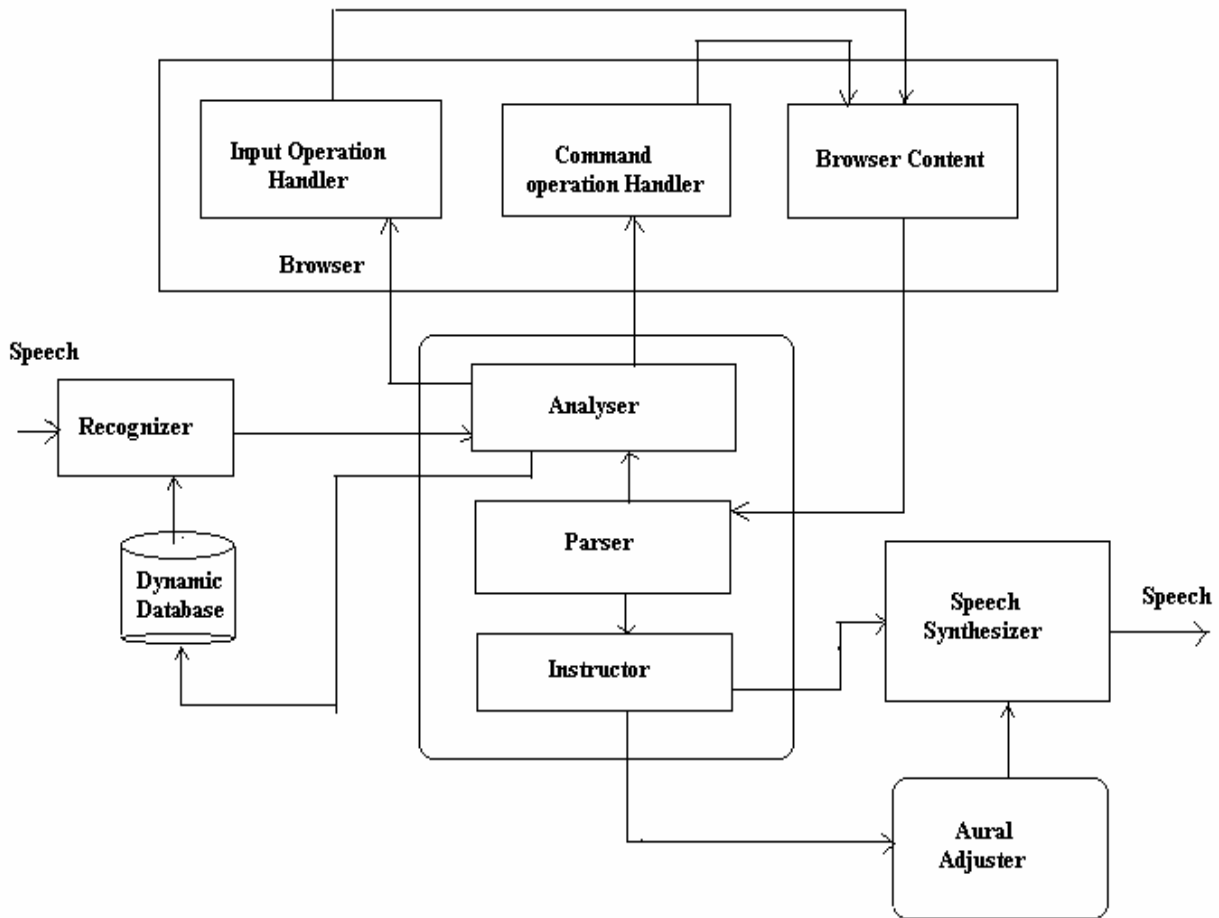 Input Operation
Handler
Command
operation Handler
Browser Content
Browser
Speech
Recognizer
Analyser
Parser
Dynamic
Database
Instructor
Speech
Synthesizer
Speech
Aural
Adjuster